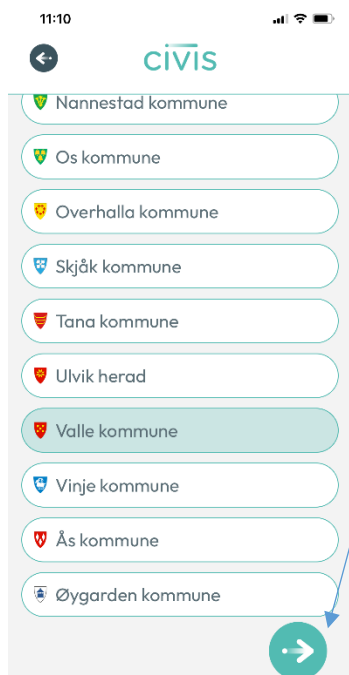 11:10
civis
Nannestad kommune
Os kommune
Overhalla kommune
Skjåk kommune
Tana kommune
Ulvik herad
Valle kommune
Vinje kommune
Ås kommune
Øygarden kommune